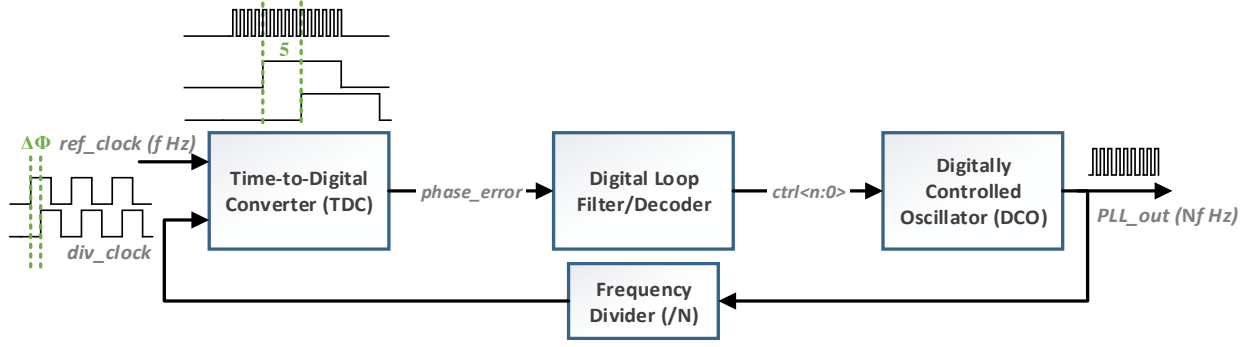 5
ΔΦ
ref_clock (f Hz)
div_clock
Time-to-Digital
Converter (TDC)
phase_error
Digital Loop
Filter/Decoder
ctrl<n:0>
Digitally
Controlled
Oscillator (DCO)
PLL_out (Nf Hz)
Frequency
Divider (/N)